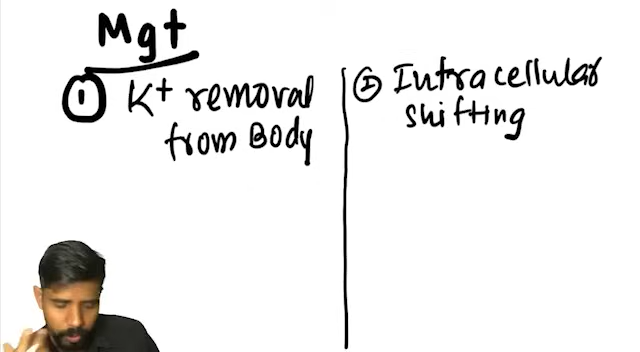 Mgt
① K+ removal
from Body
② Intracellular
shifting